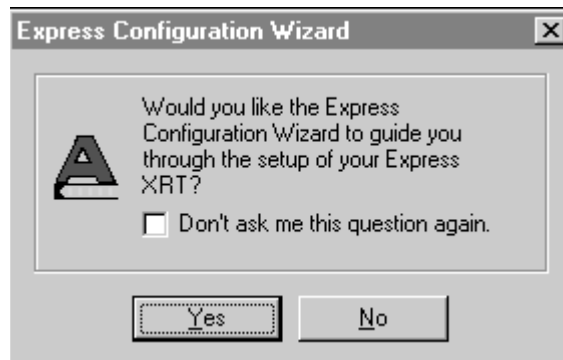 Express Configuration Wizard
Would you like the Express
Configuration Wizard to guide you
through the setup of your Express
XRT?
Don't ask me this question again.
Yes
No